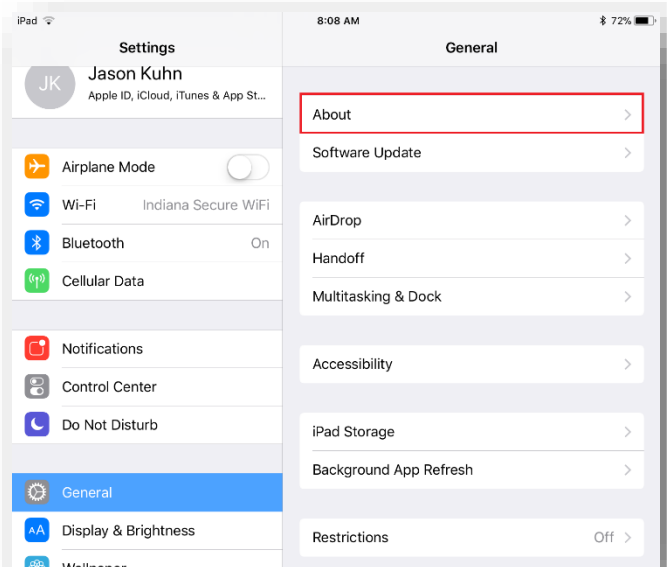 iPad 8:08 AM 72%
Settings
General
JK
Jason Kuhn
Apple ID, iCloud, iTunes & App St...
Airplane Mode
Wi-Fi Indiana Secure WiFi
Bluetooth On
Cellular Data
Notifications
Control Center
Do Not Disturb
General
AA Display & Brightness
Wallpaper
About
Software Update
AirDrop
Handoff
Multitasking & Dock
Accessibility
iPad Storage
Background App Refresh
Restrictions Off